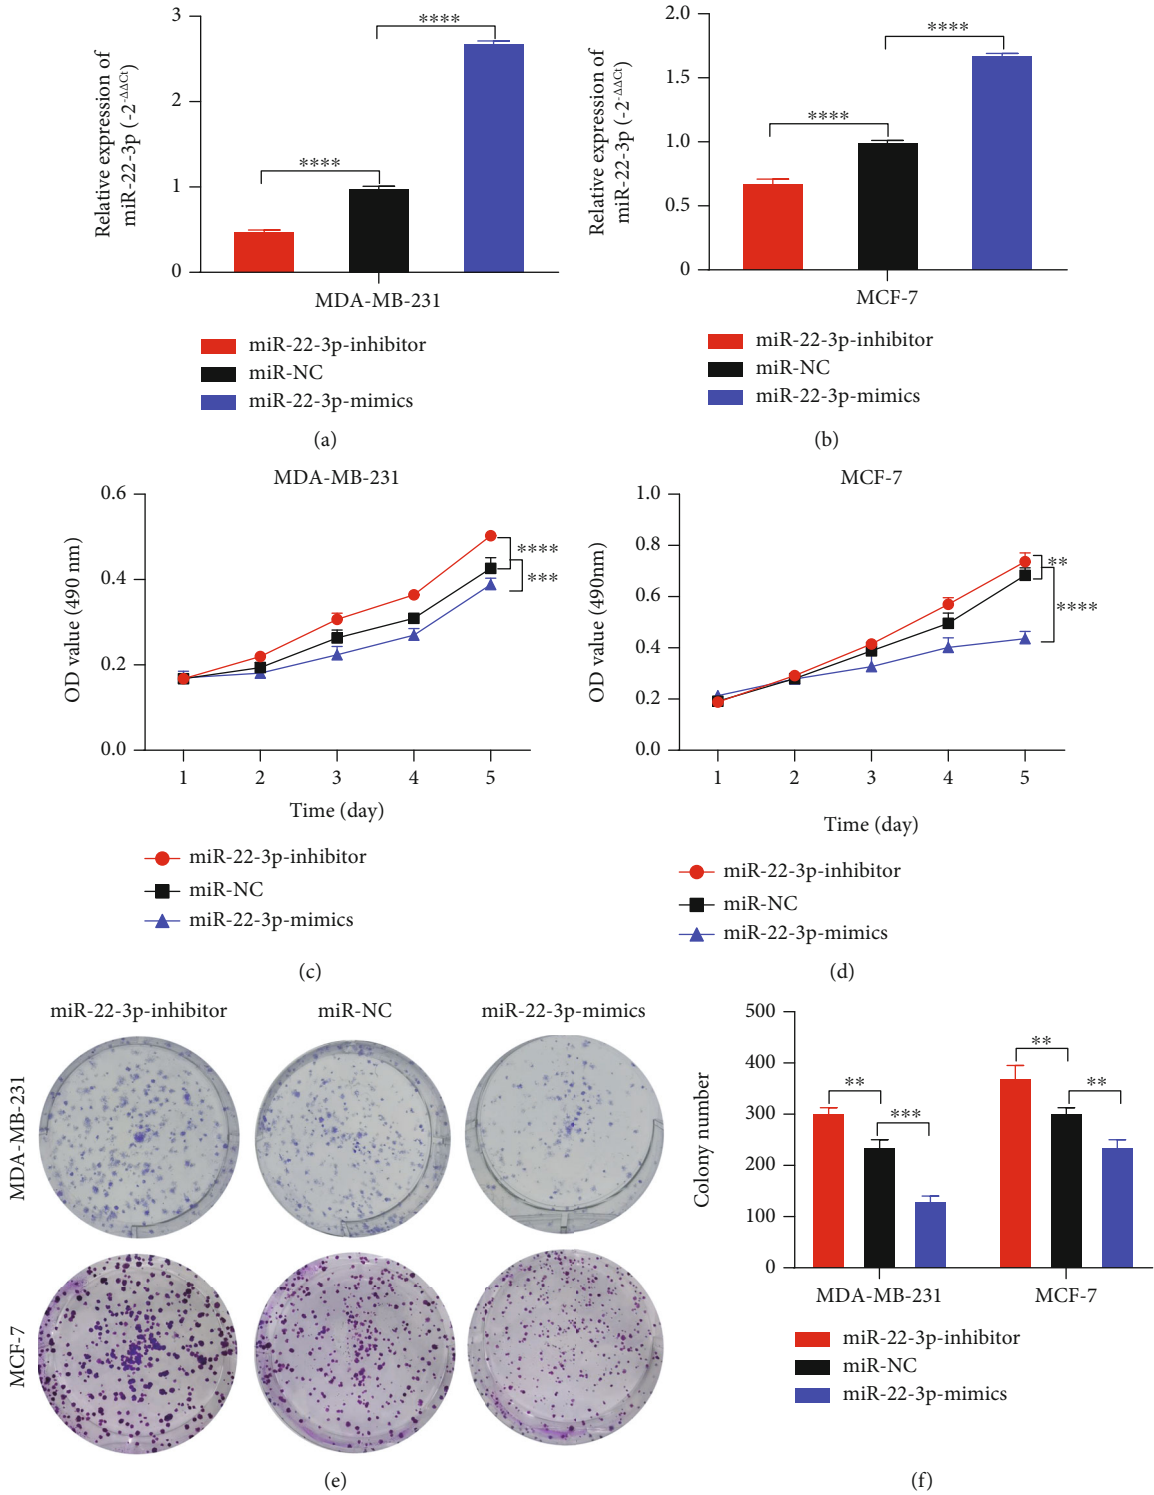 Relative expression of
miR-22-3p (-2^-ΔΔCt)
3
2
1
0
****
****
MDA-MB-231
miR-22-3p-inhibitor
miR-NC
miR-22-3p-mimics
(a)
Relative expression of
miR-22-3p (-2^-ΔΔCt)
2.0
1.5
1.0
0.5
0
****
****
MCF-7
miR-22-3p-inhibitor
miR-NC
miR-22-3p-mimics
(b)
MDA-MB-231
OD value (490 nm)
0.6
0.4
0.2
0.0
****
***
1 2 3 4 5
Time (day)
miR-22-3p-inhibitor
miR-NC
miR-22-3p-mimics
(c)
MCF-7
OD value (490nm)
1.0
0.8
0.6
0.4
0.2
0.0
**
****
1 2 3 4 5
Time (day)
miR-22-3p-inhibitor
miR-NC
miR-22-3p-mimics
(d)
miR-22-3p-inhibitor miR-NC miR-22-3p-mimics
MDA-MB-231
MCF-7
(e)
Colony number
500
400
300
200
100
0
**
***
**
**
MDA-MB-231 MCF-7
miR-22-3p-inhibitor
miR-NC
miR-22-3p-mimics
(f)